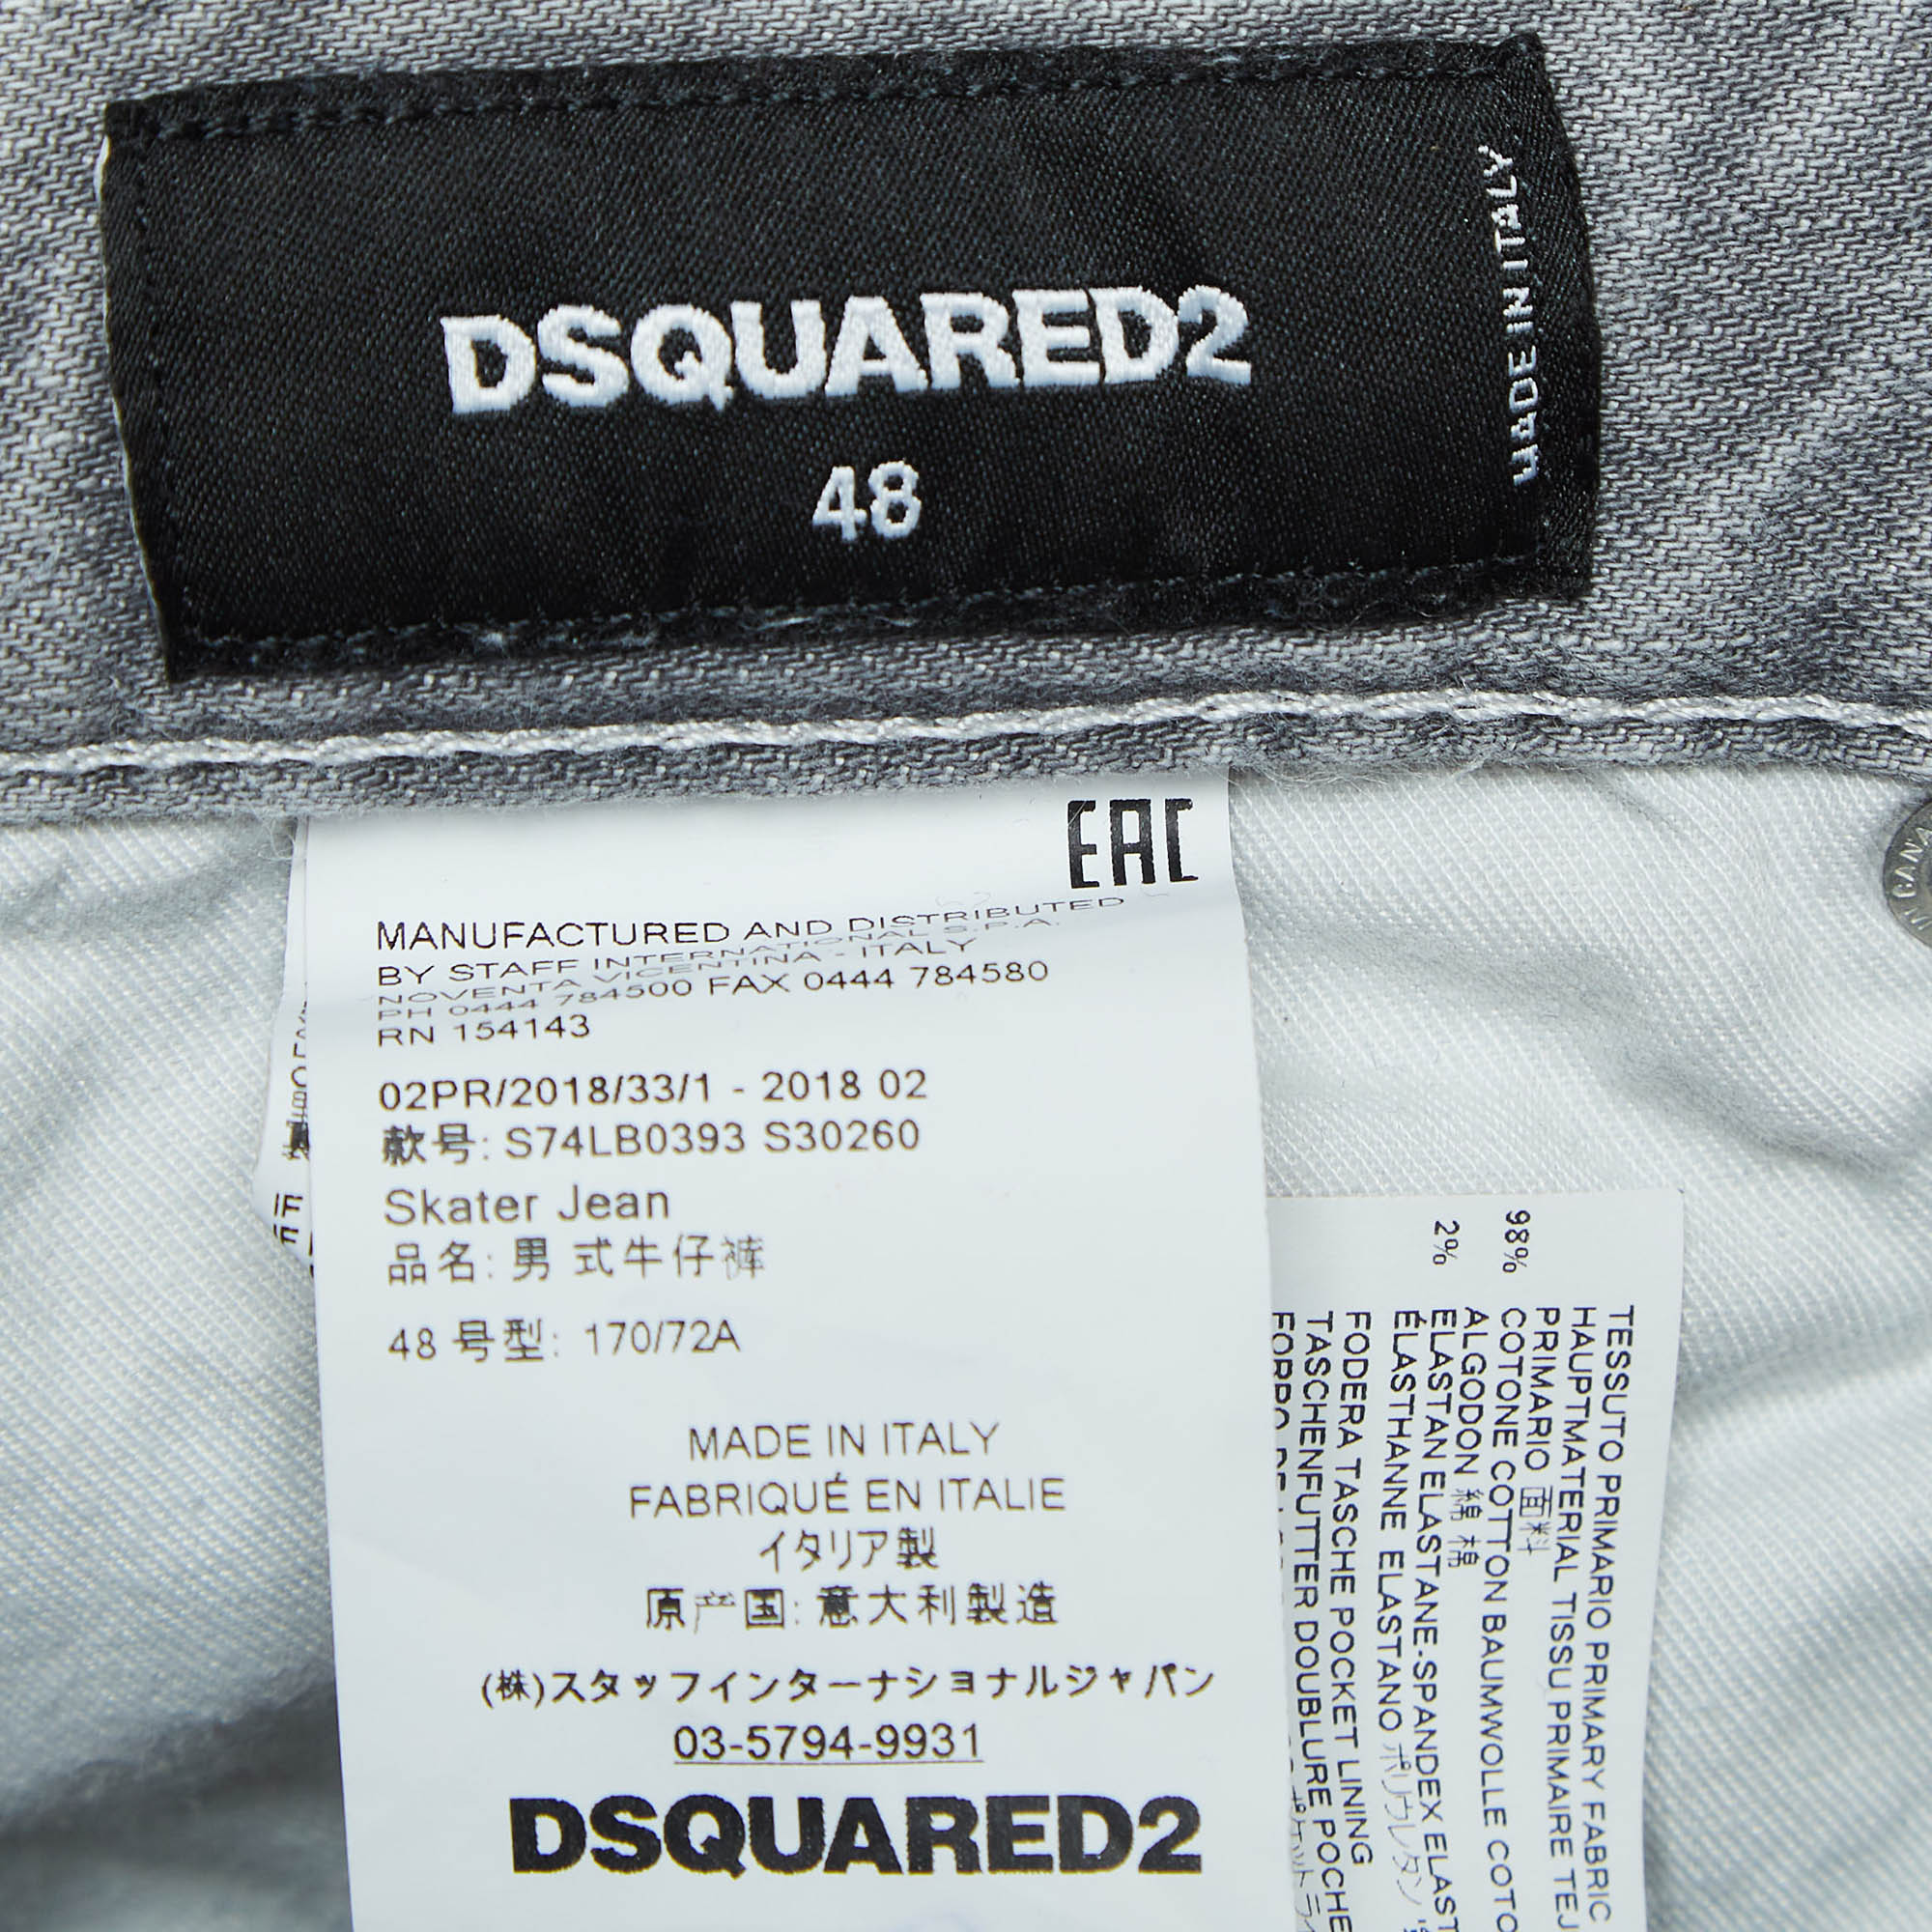 DSQUARED2
48
MADE IN ITALY
EAC
MANUFACTURED AND DISTRIBUTED
BY STAFF INTERNATIONAL S.P.A.
NOVENTA VICENTINA - ITALY
PH 0444 784500 FAX 0444 784580
RN 154143
02PR/2018/33/1 - 2018 02
款号: S74LB0393 S30260
Skater Jean
品名: 男 式牛仔裤
48 号型: 170/72A
MADE IN ITALY
FABRIQUÉ EN ITALIE
イタリア製
原产国: 意大利製造
(株)スタッフインターナショナルジャパン
03-5794-9931
DSQUARED2
TESSUTO PRIMARIO PRIMARY FABRIC
HAUPTMATERIAL TISSU PRIMAIRE TEJ
PRIMARIO 面料
98% COTONE COTTON BAUMWOLLE COTO
ALGODON 綿 棉
2% ELASTAN ELASTANE-SPANDEX ELAST
ÉLASTHANNE ELASTANO ポリウレタン
FODERA TASCHE POCKET LINING
TASCHENFUTTER DOUBLURE POCHE